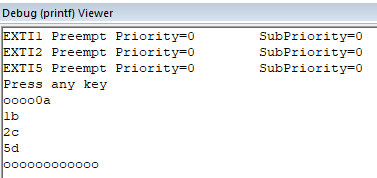 Debug (printf) Viewer
EXTI1 Preempt Priority=0 SubPriority=0
EXTI2 Preempt Priority=0 SubPriority=0
EXTI5 Preempt Priority=0 SubPriority=0
Press any key
oooo0a
1b
2c
5d
oooooooooooo